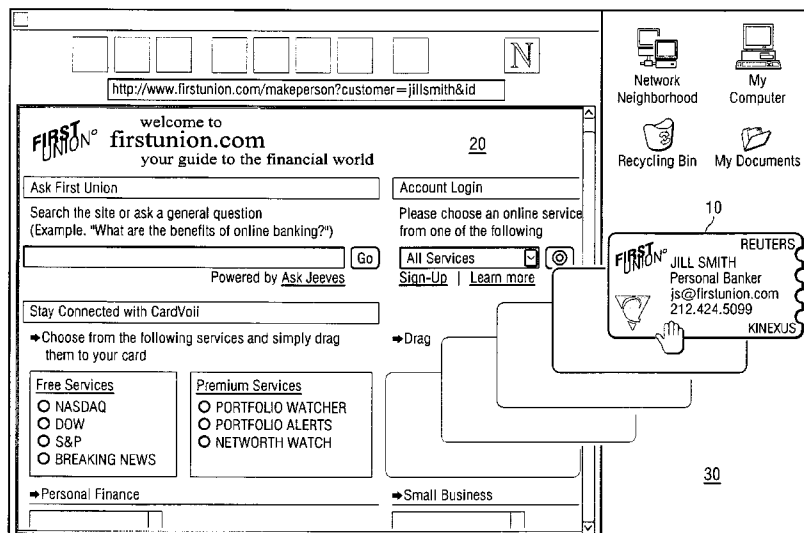 N
http://www.firstunion.com/makeperson?customer=jillsmith&id
FIRST UNION
welcome to
firstunion.com
your guide to the financial world
20
Ask First Union
Account Login
Search the site or ask a general question
(Example. "What are the benefits of online banking?")
Go
Powered by Ask Jeeves
Please choose an online service
from one of the following
All Services
Sign-Up | Learn more
Stay Connected with CardVoii
➡Choose from the following services and simply drag
them to your card
➡Drag
Free Services
NASDAQ
DOW
S&P
BREAKING NEWS
Premium Services
PORTFOLIO WATCHER
PORTFOLIO ALERTS
NETWORTH WATCH
➡Personal Finance
➡Small Business
Network
Neighborhood
My
Computer
Recycling Bin
My Documents
10
REUTERS
FIRST UNION
JILL SMITH
Personal Banker
js@firstunion.com
212.424.5099
KINEXUS
30